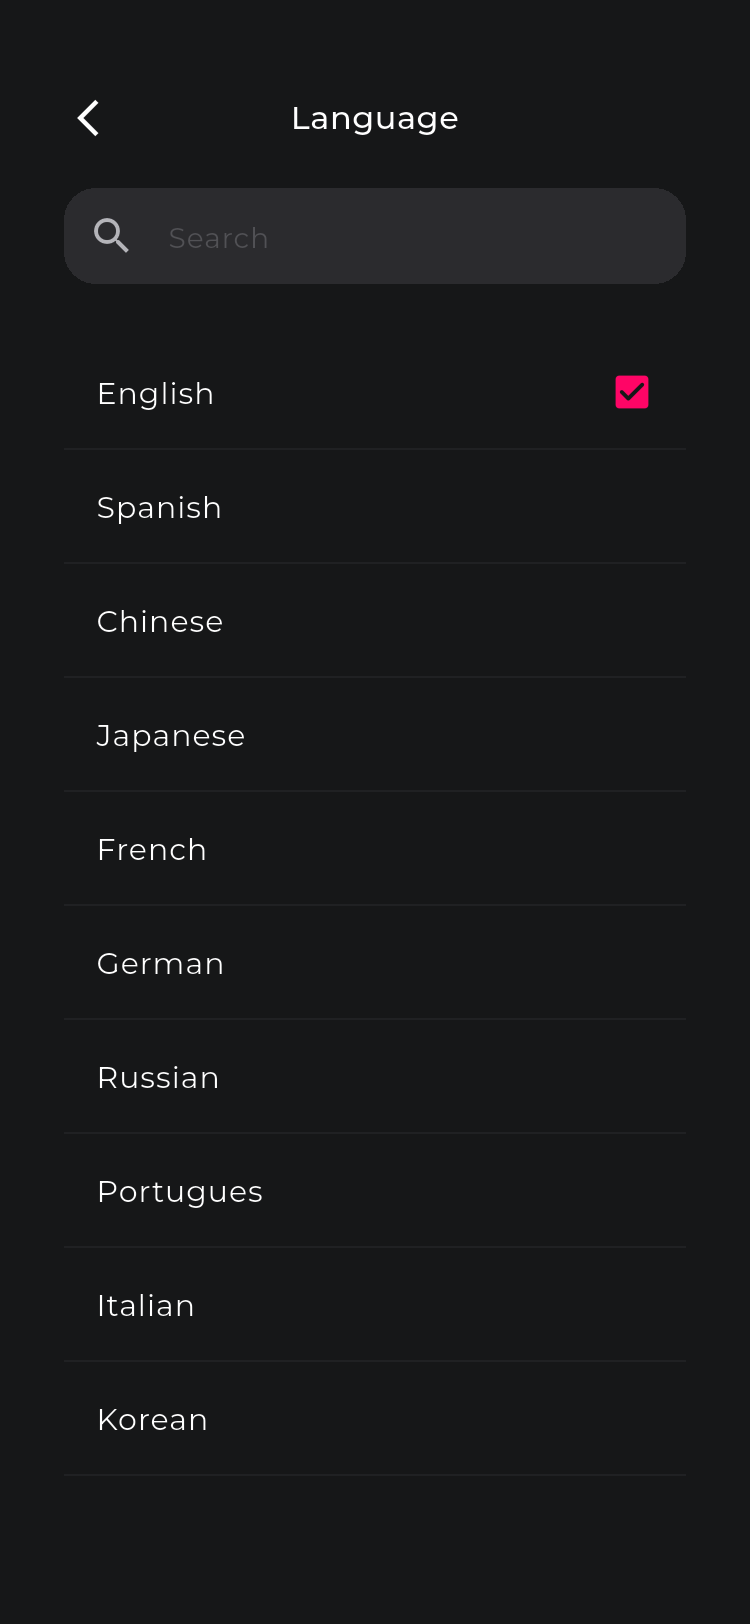 Language
Search
English
Spanish
Chinese
Japanese
French
German
Russian
Portugues
Italian
Korean